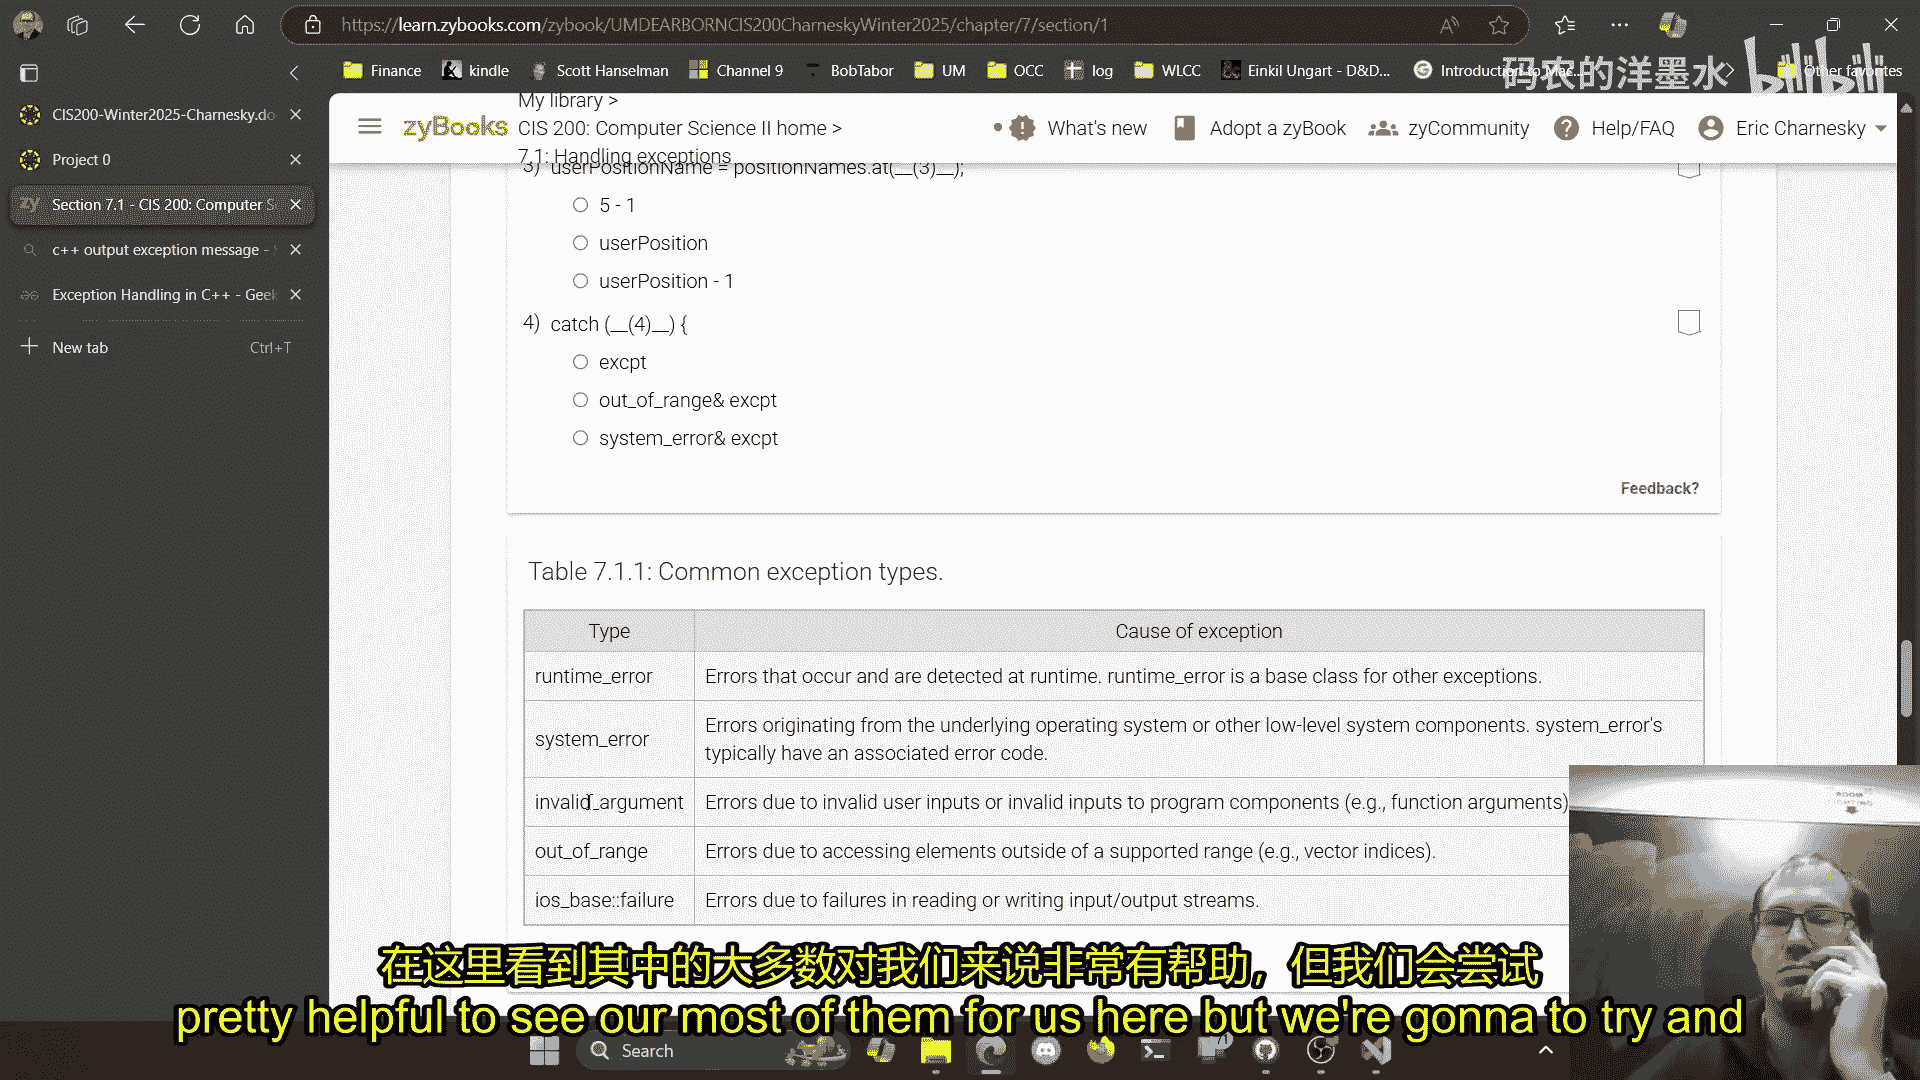 https://learn.zybooks.com/zybook/UMDEARBORNCIS200CharneskyWinter2025/chapter/7/section/1
Finance
kindle
Scott Hanselman
Channel 9
BobTabor
UM
OCC
log
WLCC
Einkil Ungart - D&D...
Introduction to Mac...
Other favorites
码农的洋墨水
bilibili
CIS200-Winter2025-Charnesky.do
Project 0
Section 7.1 - CIS 200: Computer S
c++ output exception message -
Exception Handling in C++ - Geek
New tab
Ctrl+T
zyBooks
My library >
CIS 200: Computer Science II home >
7.1: Handling exceptions
What's new
Adopt a zyBook
zyCommunity
Help/FAQ
Eric Charnesky
3) userPositionName = positionNames.at(__(3)__);
5 - 1
userPosition
userPosition - 1
4) catch (__(4)__) {
excpt
out_of_range& excpt
system_error& excpt
Feedback?
Table 7.1.1: Common exception types.
Type
Cause of exception
runtime_error
Errors that occur and are detected at runtime. runtime_error is a base class for other exceptions.
system_error
Errors originating from the underlying operating system or other low-level system components. system_error's
typically have an associated error code.
invalid_argument
Errors due to invalid user inputs or invalid inputs to program components (e.g., function arguments)
out_of_range
Errors due to accessing elements outside of a supported range (e.g., vector indices).
ios_base::failure
Errors due to failures in reading or writing input/output streams.
ROOM
LIGHTING
在这里看到其中的大多数对我们来说非常有帮助，但我们会尝试
pretty helpful to see our most of them for us here but we're gonna to try and
Search